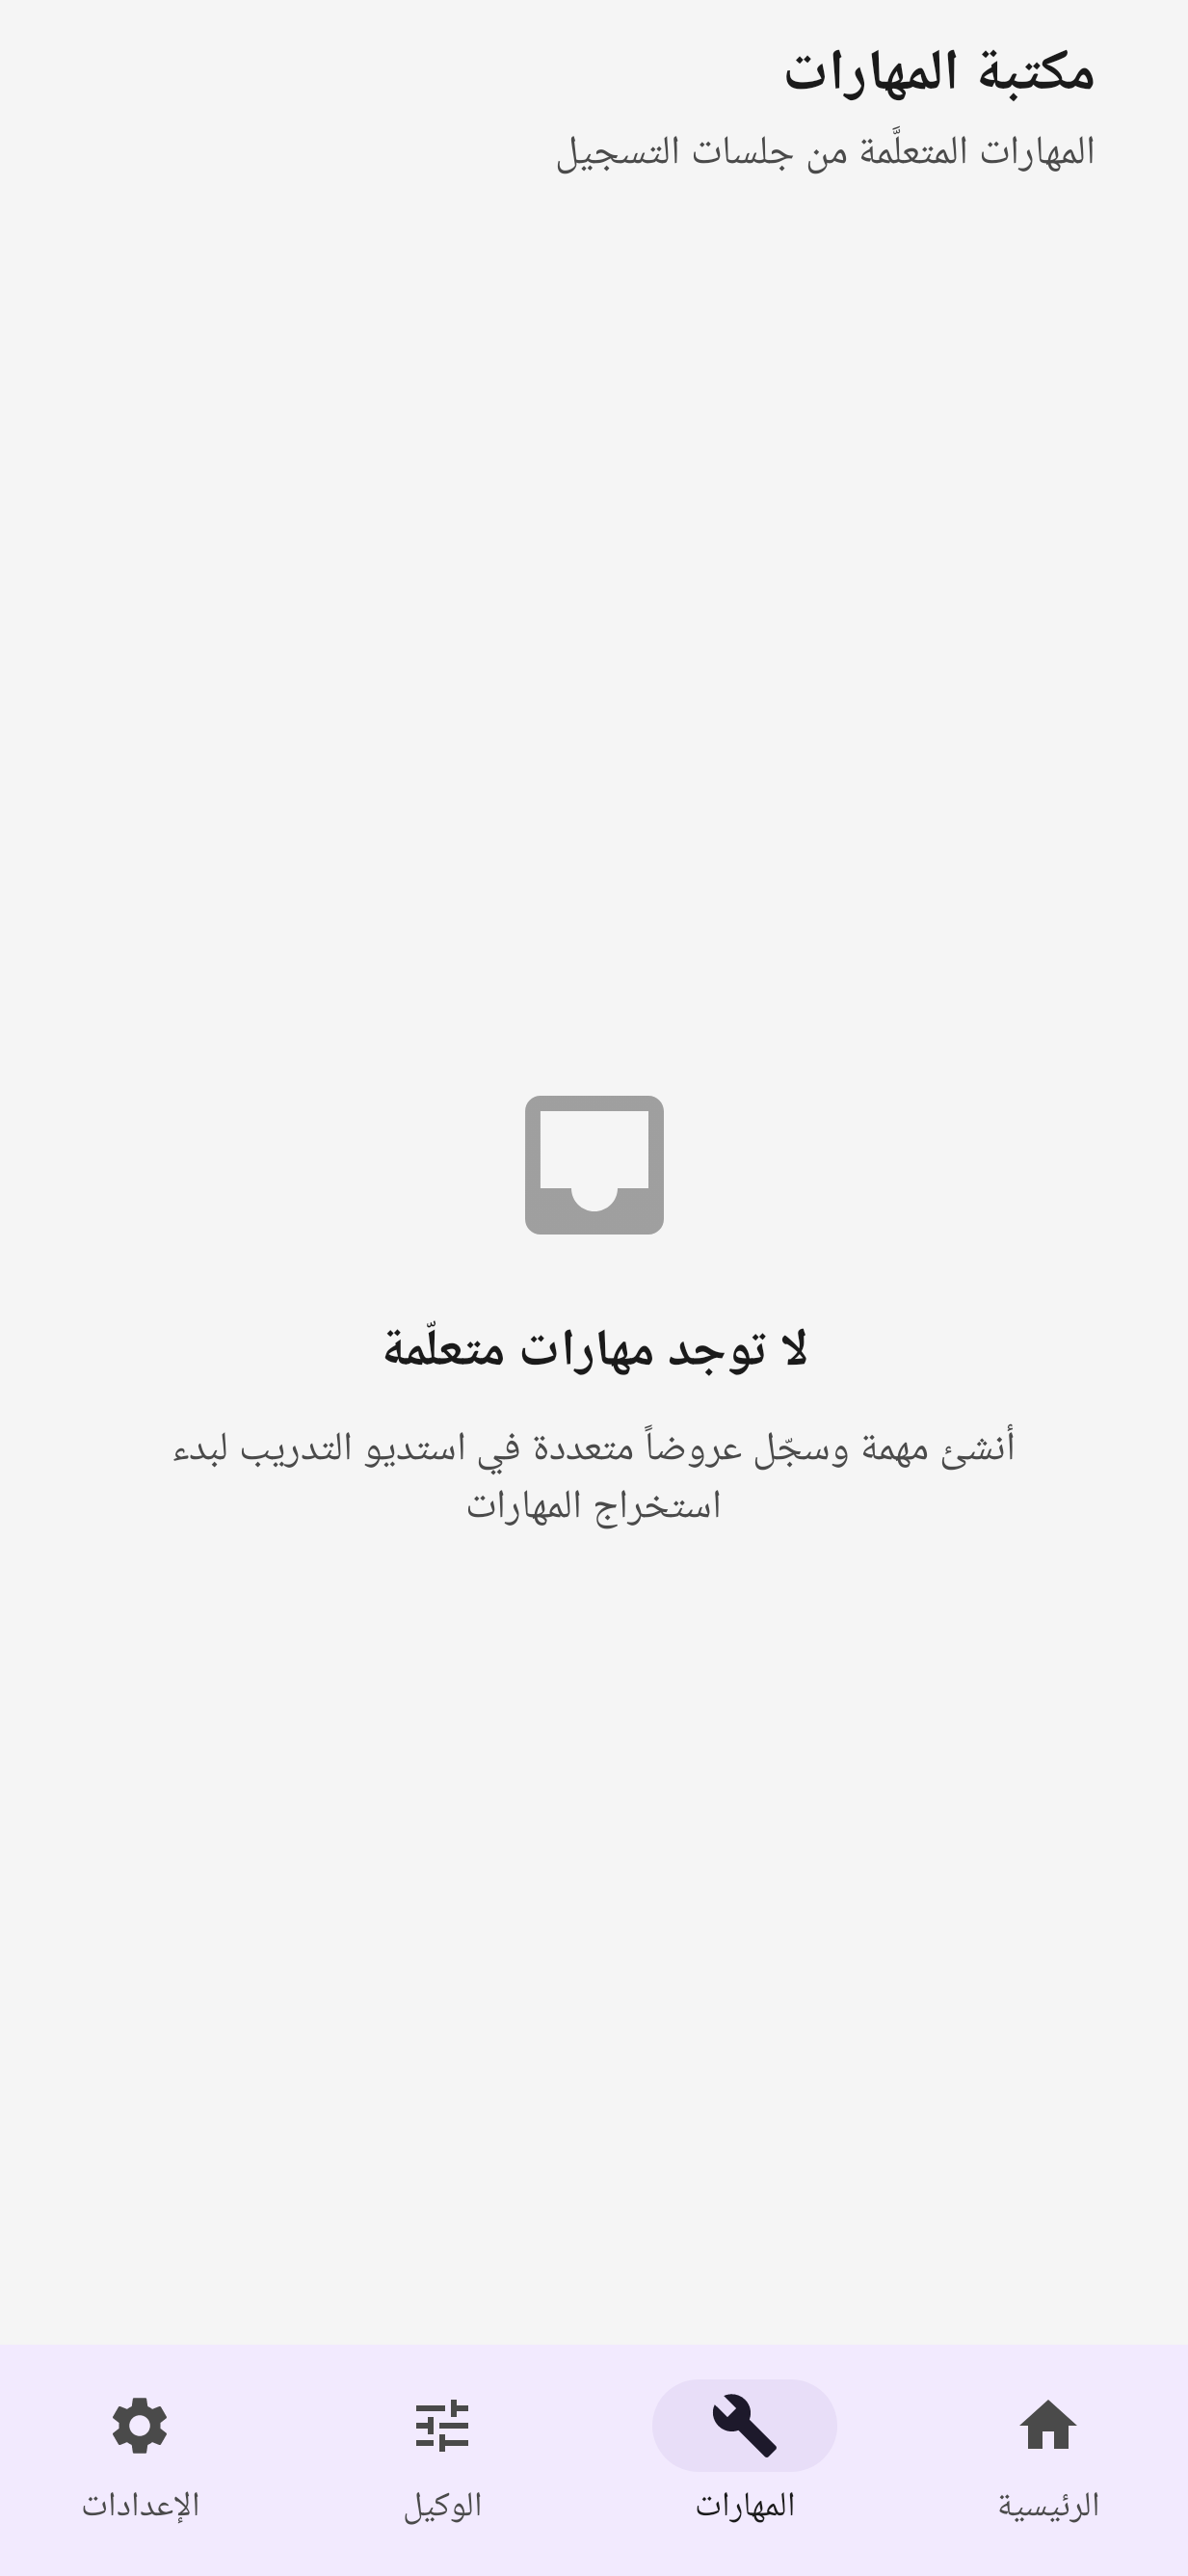 مكتبة المهارات
المهارات المتعلَّمة من جلسات التسجيل
لا توجد مهارات متعلّمة
أنشئ مهمة وسجّل عروضاً متعددة في استديو التدريب لبدء
استخراج المهارات
الرئيسية
المهارات
الوكيل
الإعدادات